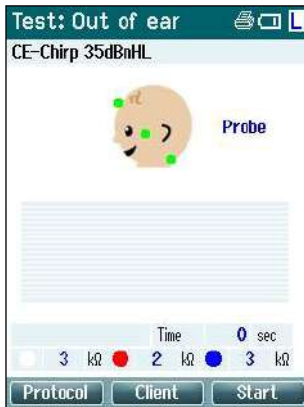 Test: Out of ear L
CE-Chirp 35dBnHL
Probe
Time 0 sec
3 kΩ 2 kΩ 3 kΩ
Protocol Client Start